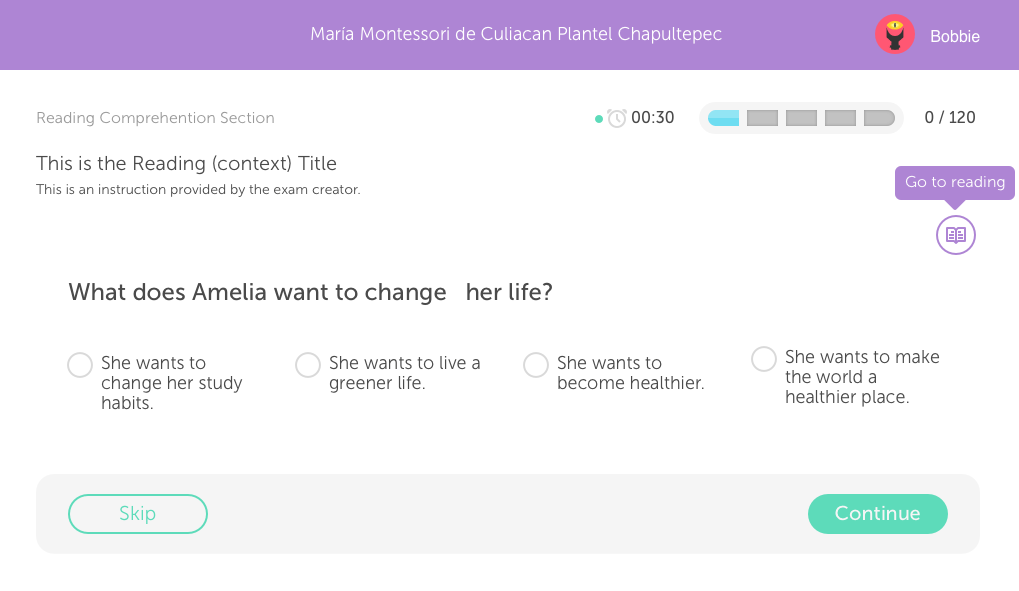 María Montessori de Culiacan Plantel Chapultepec
Bobbie
Reading Comprehention Section
00:30
0 / 120
This is the Reading (context) Title
This is an instruction provided by the exam creator.
Go to reading
What does Amelia want to change her life?
She wants to
change her study
habits.
She wants to live a
greener life.
She wants to
become healthier.
She wants to make
the world a
healthier place.
Skip
Continue